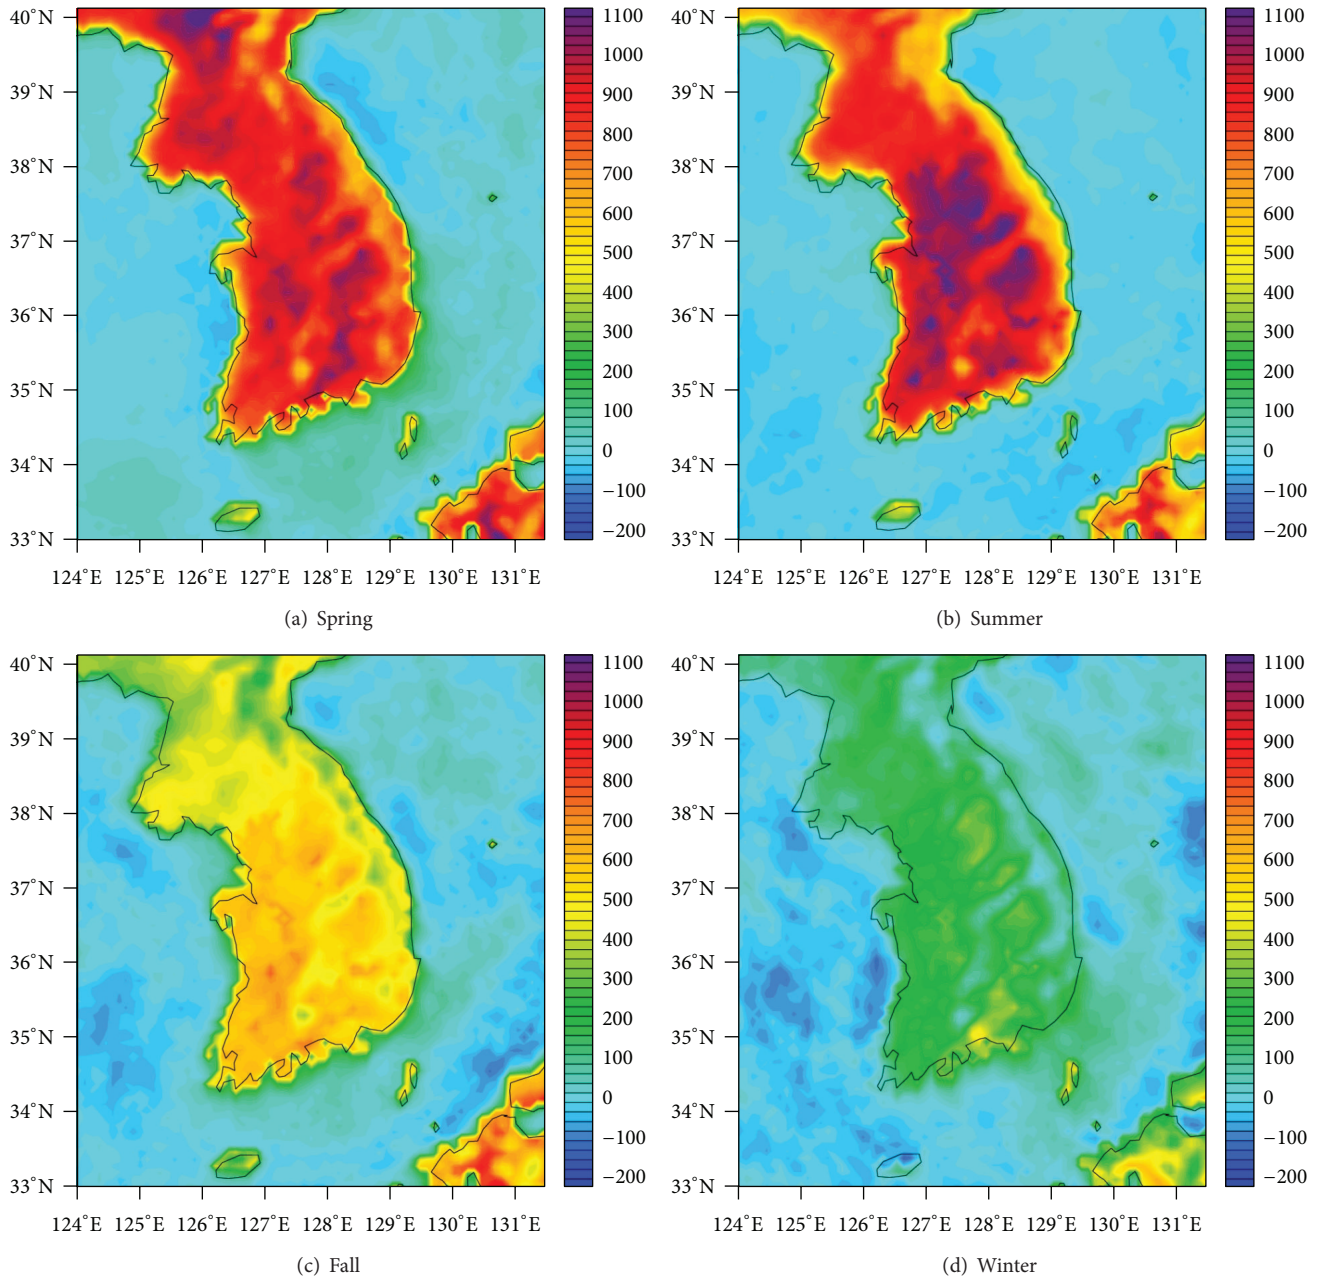 40°N
39°N
38°N
37°N
36°N
35°N
34°N
33°N
124°E 125°E 126°E 127°E 128°E 129°E 130°E 131°E
1100
1000
900
800
700
600
500
400
300
200
100
0
−100
−200
(a) Spring
40°N
39°N
38°N
37°N
36°N
35°N
34°N
33°N
124°E 125°E 126°E 127°E 128°E 129°E 130°E 131°E
1100
1000
900
800
700
600
500
400
300
200
100
0
−100
−200
(b) Summer
40°N
39°N
38°N
37°N
36°N
35°N
34°N
33°N
124°E 125°E 126°E 127°E 128°E 129°E 130°E 131°E
1100
1000
900
800
700
600
500
400
300
200
100
0
−100
−200
(c) Fall
40°N
39°N
38°N
37°N
36°N
35°N
34°N
33°N
124°E 125°E 126°E 127°E 128°E 129°E 130°E 131°E
1100
1000
900
800
700
600
500
400
300
200
100
0
−100
−200
(d) Winter